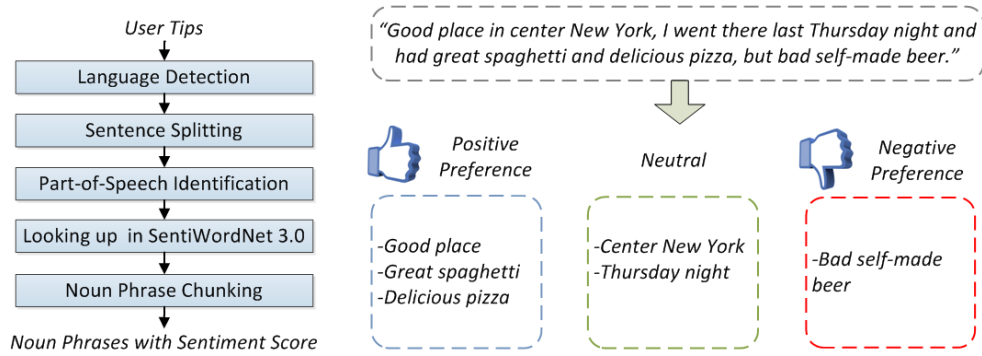 User Tips
Language Detection
Sentence Splitting
Part-of-Speech Identification
Looking up in SentiWordNet 3.0
Noun Phrase Chunking
Noun Phrases with Sentiment Score
“Good place in center New York, I went there last Thursday night and
had great spaghetti and delicious pizza, but bad self-made beer.”
Positive
Preference
-Good place
-Great spaghetti
-Delicious pizza
Neutral
-Center New York
-Thursday night
Negative
Preference
-Bad self-made
beer